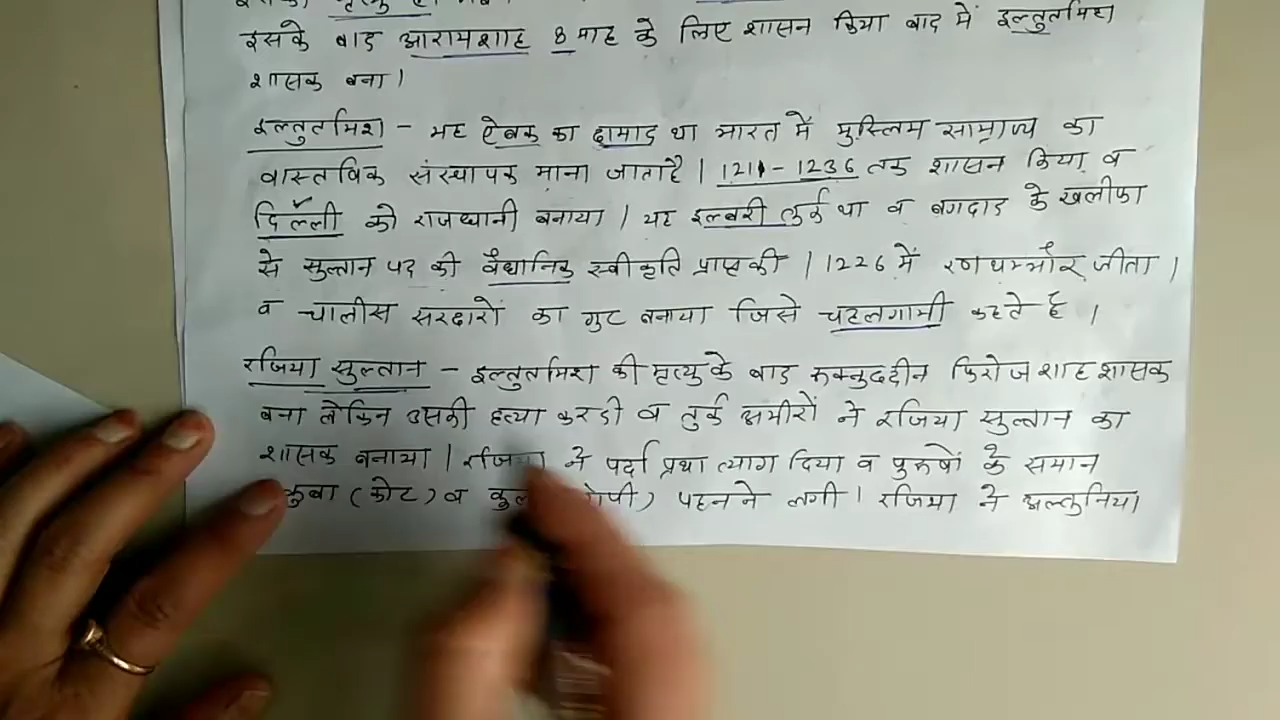 इसके बाद आरामशाह 8 माह के लिए शासन किया बाद में इल्तुतमिश
शासक बना।
इल्तुतमिश - यह ऐबक का दामाद था भारत में मुस्लिम साम्राज्य का
वास्तविक संस्थापक माना जाता है। 1211 - 1236 तक शासन किया व
दिल्ली को राजधानी बनाया। यह इल्बरी तुर्क था व बगदाद के खलीफा
से सुल्तान पद की वैधानिक स्वीकृति प्राप्त की। 1226 में रणथम्भौर जीता।
व चालीस सरदारों का गुट बनाया जिसे चहलगामी कहते है।
रजिया सुल्तान - इल्तुतमिश की मृत्यु के बाद रुक्नुद्दीन फिरोज शाह शासक
बना लेकिन उसकी हत्या कर दी व तुर्क अमीरों ने रजिया सुल्तान का
शासक बनाया। रजिया ने पर्दा प्रथा त्याग दिया व पुरुषों के समान
कुबा (कोट) व पहनने लगी। रजिया ने अल्तुनिया